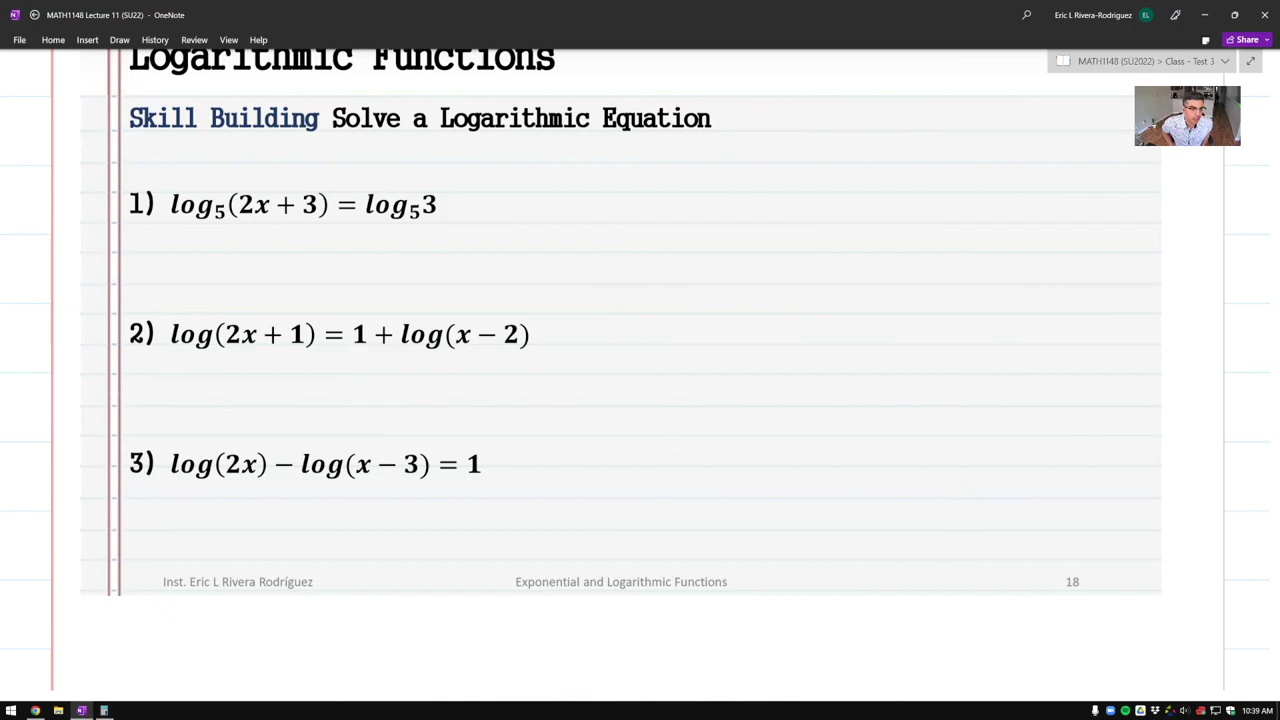 MATH1148 Lecture 11 (SU22) - OneNote
Eric L Rivera-Rodriguez EL
File Home Insert Draw History Review View Help
Share
Logarithmic Functions
MATH1148 (SU2022) > Class - Test 3
Skill Building Solve a Logarithmic Equation
1) log₅(2x + 3) = log₅3
2) log(2x + 1) = 1 + log(x − 2)
3) log(2x) − log(x − 3) = 1
Inst. Eric L Rivera Rodríguez Exponential and Logarithmic Functions 18
10:39 AM